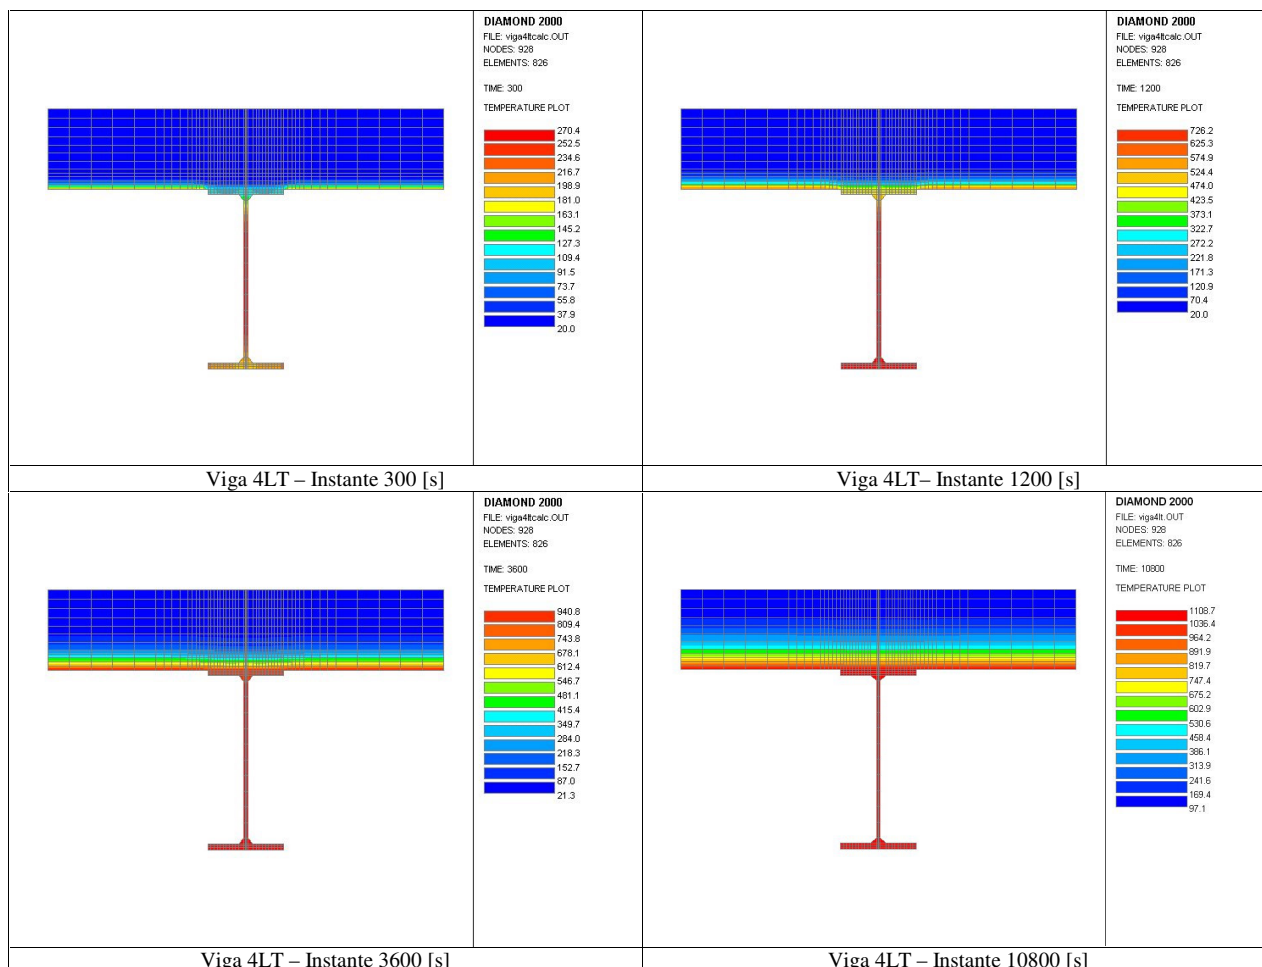 DIAMOND 2000
FILE: viga4ltcalc.OUT
NODES: 928
ELEMENTS: 826
TIME: 300
TEMPERATURE PLOT
270.4
252.5
234.6
216.7
198.9
181.0
163.1
145.2
127.3
109.4
91.5
73.7
55.8
37.9
20.0
DIAMOND 2000
FILE: viga4ltcalc.OUT
NODES: 928
ELEMENTS: 826
TIME: 1200
TEMPERATURE PLOT
726.2
625.3
574.9
524.4
474.0
423.5
373.1
322.7
272.2
221.8
171.3
120.9
70.4
20.0
Viga 4LT – Instante 300 [s]
Viga 4LT– Instante 1200 [s]
DIAMOND 2000
FILE: viga4ltcalc.OUT
NODES: 928
ELEMENTS: 826
TIME: 3600
TEMPERATURE PLOT
940.8
809.4
743.8
678.1
612.4
546.7
481.1
415.4
349.7
284.0
218.3
152.7
87.0
21.3
DIAMOND 2000
FILE: viga4lt.OUT
NODES: 928
ELEMENTS: 826
TIME: 10800
TEMPERATURE PLOT
1108.7
1036.4
964.2
891.9
819.7
747.4
675.2
602.9
530.6
458.4
386.1
313.9
241.6
169.4
97.1
Viga 4LT – Instante 3600 [s]
Viga 4LT – Instante 10800 [s]